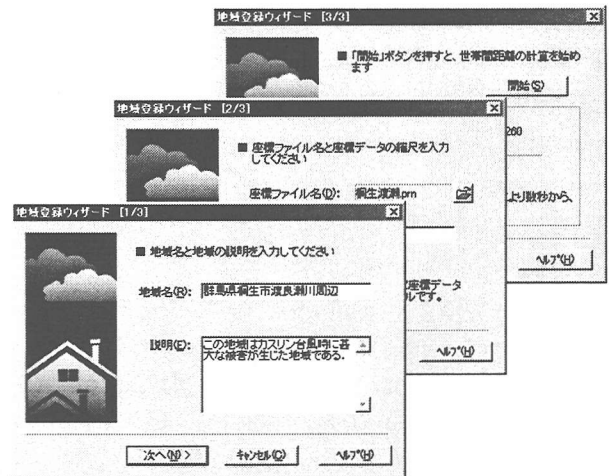 地域登録ウィザード [3/3]
■ 「開始」ボタンを押すと、世帯間距離の計算を始め
ます
開始(S)
260
より数秒から、
ヘルプ(H)
地域登録ウィザード [2/3]
■ 座標ファイル名と座標データの縮尺を入力
してください
座標ファイル名(D): 桐生渡瀬.prn
座標データ
ルです。
ヘルプ(H)
地域登録ウィザード [1/3]
■ 地域名と地域の説明を入力してください
地域名(R): 群馬県桐生市渡良瀬川周辺
説明(E): この地域はカスリン台風時に甚
大な被害が生じた地域である.
次へ(N) >
キャンセル(C)
ヘルプ(H)